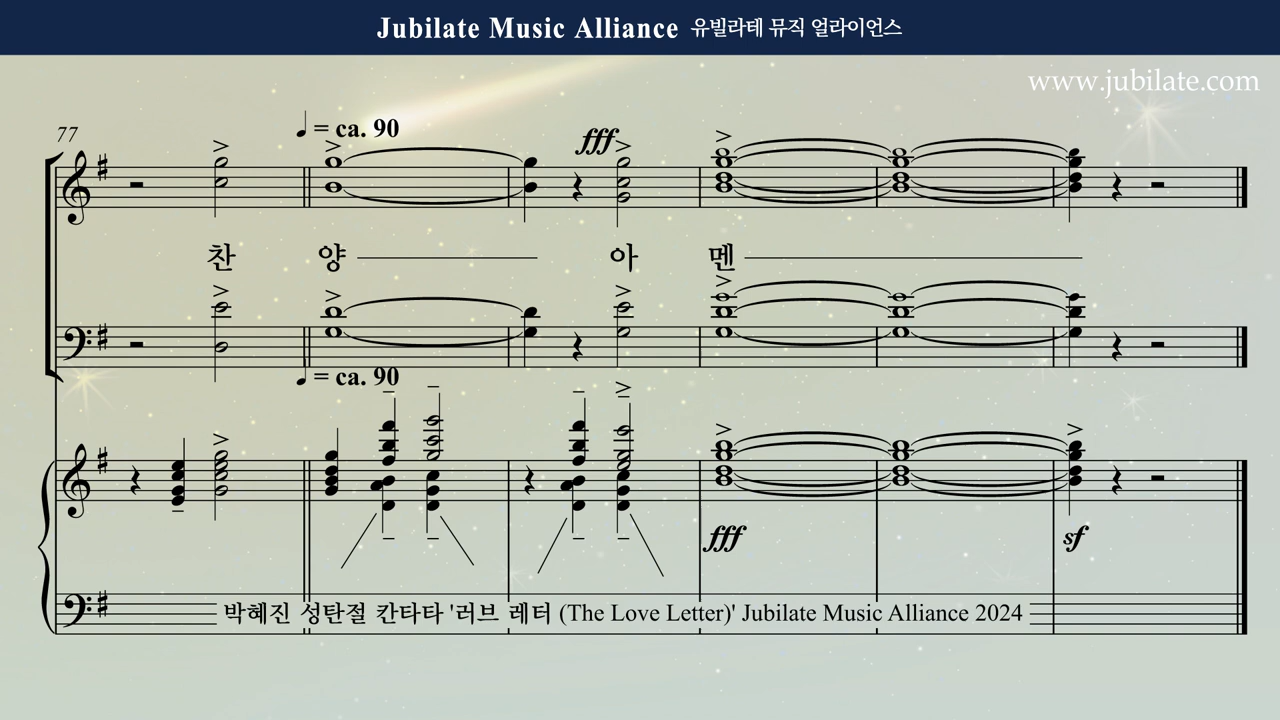 Jubilate Music Alliance 유빌라테 뮤직 얼라이언스
www.jubilate.com
77
♩ = ca. 90
fff
찬 양 아 멘
♩ = ca. 90
fff sf
박혜진 성탄절 칸타타 '러브 레터 (The Love Letter)' Jubilate Music Alliance 2024